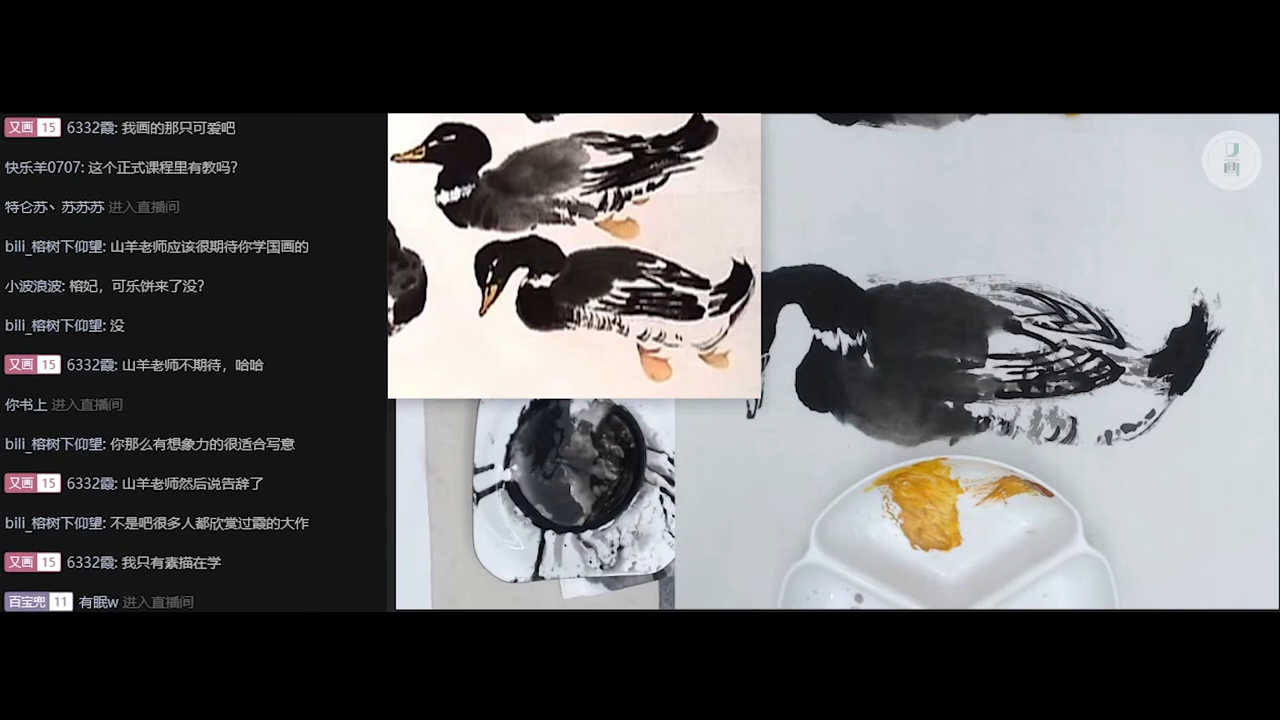 又画 15 6332霞: 我画的那只可爱吧
快乐羊0707: 这个正式课程里有教吗?
特仑苏丶苏苏苏 进入直播间
bili_榕树下仰望: 山羊老师应该很期待你学国画的
小波浪波: 榕妃，可乐饼来了没?
bili_榕树下仰望: 没
又画 15 6332霞: 山羊老师不期待，哈哈
你书上 进入直播间
bili_榕树下仰望: 你那么有想象力的很适合写意
又画 15 6332霞: 山羊老师然后说告辞了
bili_榕树下仰望: 不是吧很多人都欣赏过霞的大作
又画 15 6332霞: 我只有素描在学
百宝兜 11 有眠w 进入直播间
又画